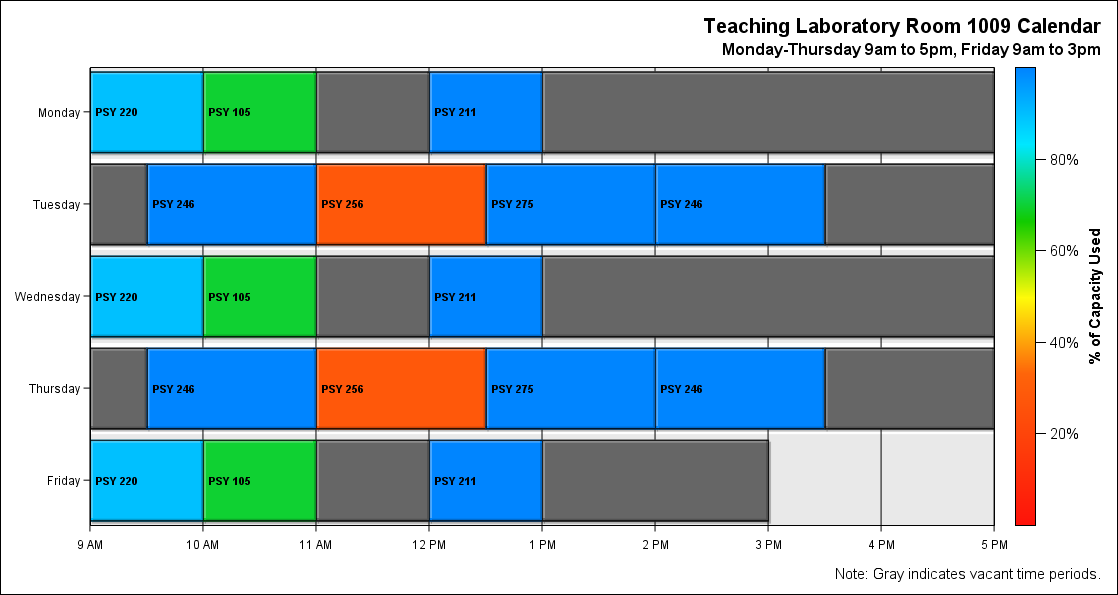 Teaching Laboratory Room 1009 Calendar
Monday-Thursday 9am to 5pm, Friday 9am to 3pm
Monday PSY 220 PSY 105 PSY 211
Tuesday PSY 246 PSY 256 PSY 275 PSY 246
Wednesday PSY 220 PSY 105 PSY 211
Thursday PSY 246 PSY 256 PSY 275 PSY 246
Friday PSY 220 PSY 105 PSY 211
9 AM 10 AM 11 AM 12 PM 1 PM 2 PM 3 PM 4 PM 5 PM
80%
60%
40%
20%
% of Capacity Used
Note: Gray indicates vacant time periods.